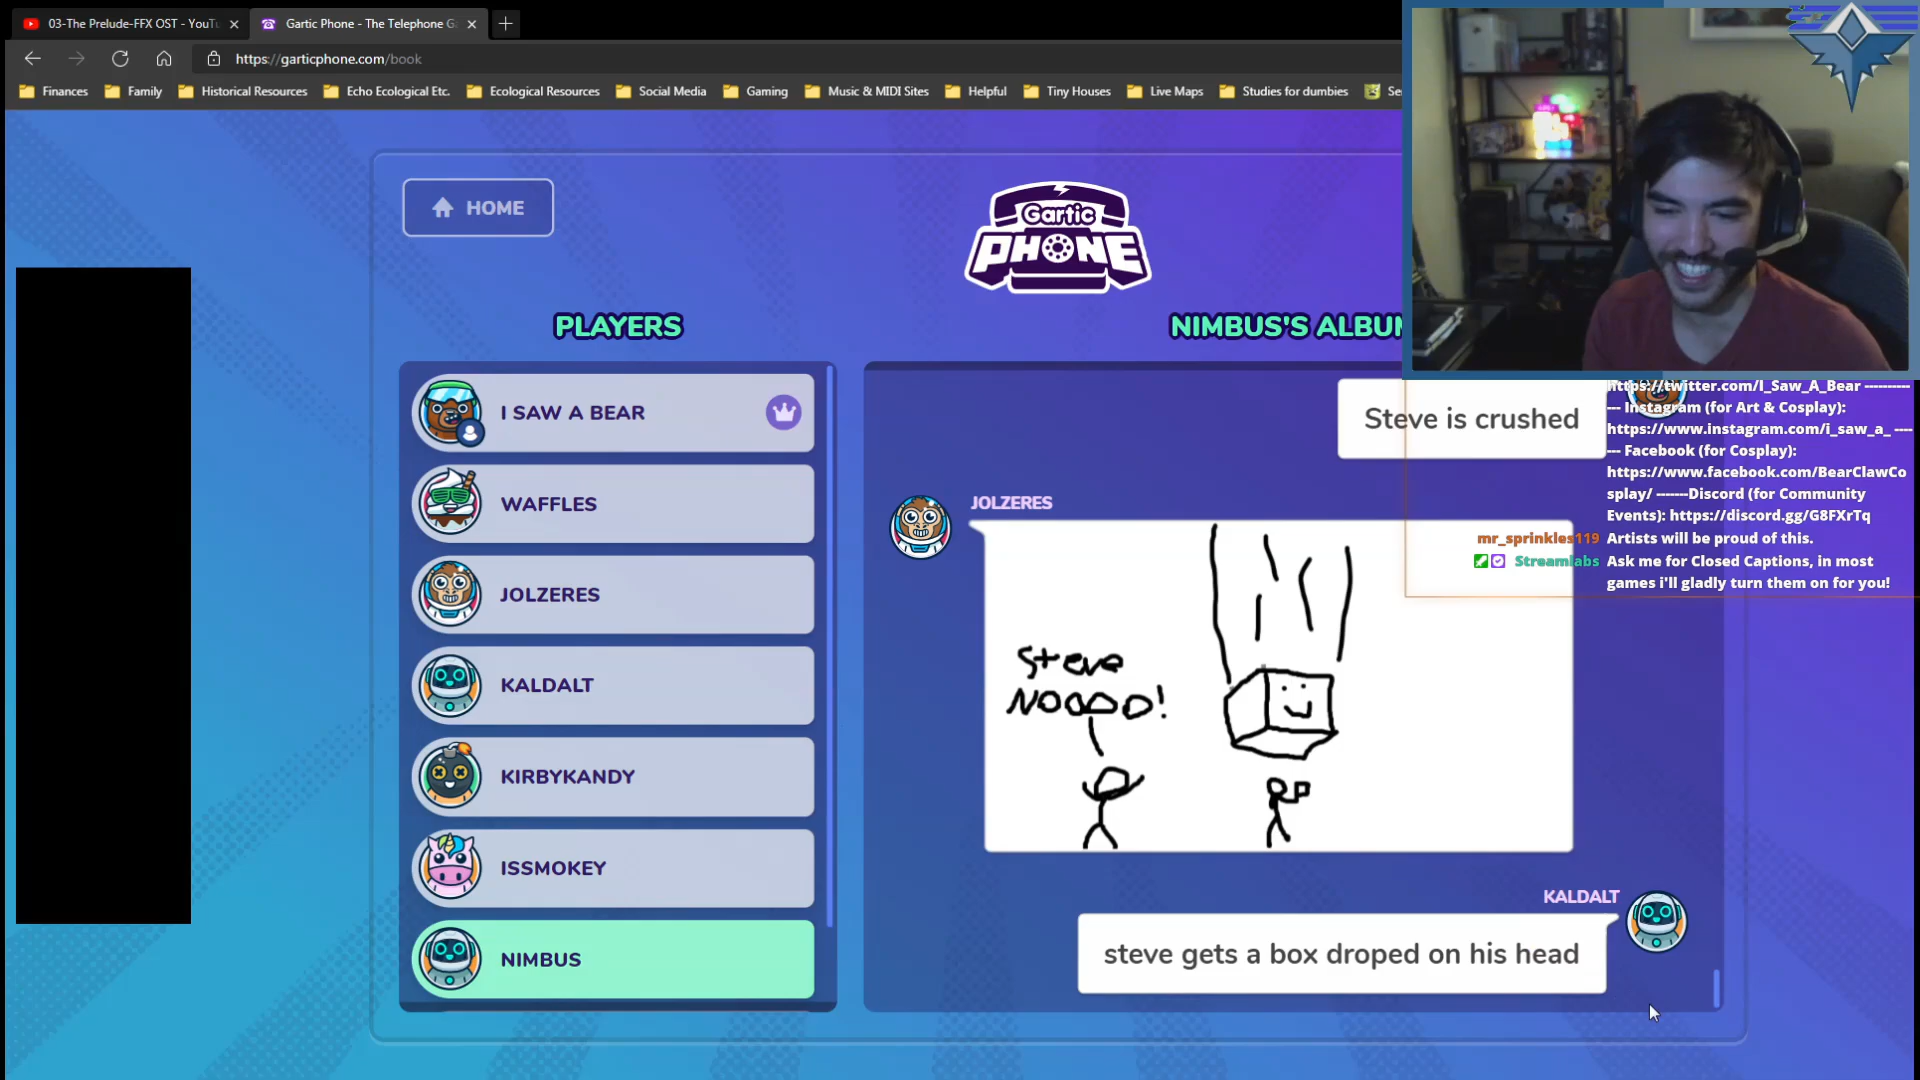 03-The Prelude-FFX OST - YouTu
Gartic Phone - The Telephone G
https://garticphone.com/book
Finances
Family
Historical Resources
Echo Ecological Etc.
Ecological Resources
Social Media
Gaming
Music & MIDI Sites
Helpful
Tiny Houses
Live Maps
Studies for dumbies
Se
HOME
Gartic
PHONE
PLAYERS
I SAW A BEAR
WAFFLES
JOLZERES
KALDALT
KIRBYKANDY
ISSMOKEY
NIMBUS
NIMBUS'S ALBUM
Steve is crushed
JOLZERES
Steve
NOOOO!
KALDALT
steve gets a box droped on his head
https://twitter.com/I_Saw_A_Bear ----------
--- Instagram (for Art & Cosplay):
https://www.instagram.com/i_saw_a_ ----
--- Facebook (for Cosplay):
https://www.facebook.com/BearClawCo
splay/ -------Discord (for Community
Events): https://discord.gg/G8FXrTq
mr_sprinkles119 Artists will be proud of this.
Streamlabs Ask me for Closed Captions, in most
games i'll gladly turn them on for you!